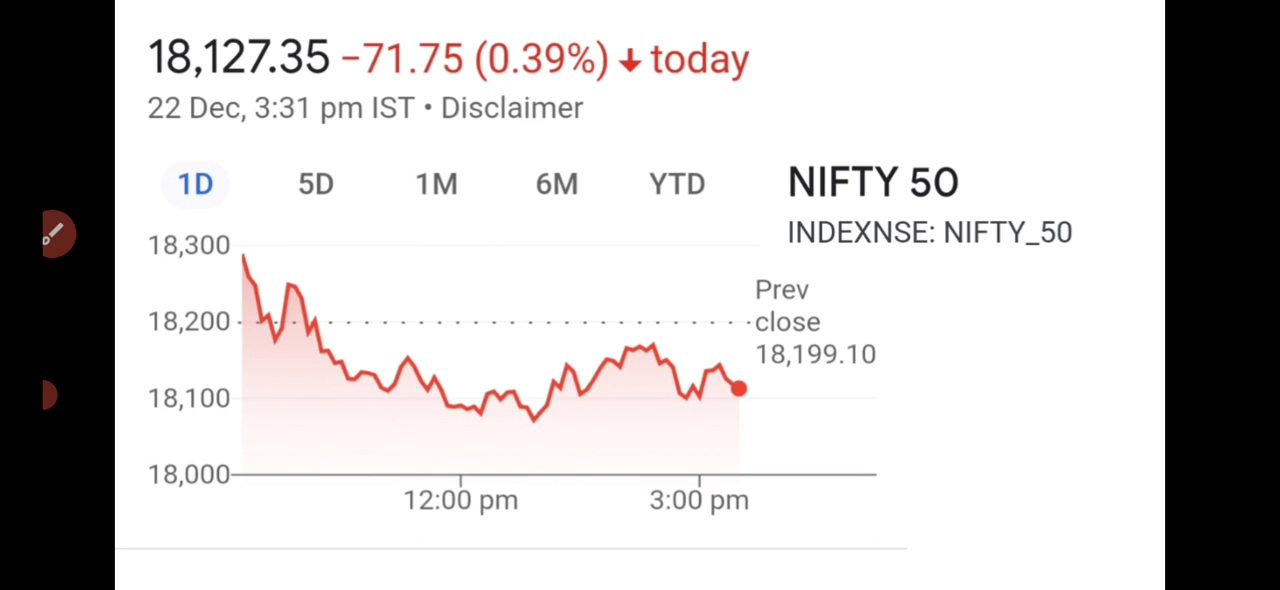 18,127.35 −71.75 (0.39%) ↓ today
22 Dec, 3:31 pm IST • Disclaimer
1D 5D 1M 6M YTD
NIFTY 50
INDEXNSE: NIFTY_50
18,300
Prev
18,200 close
18,199.10
18,100
18,000
12:00 pm 3:00 pm